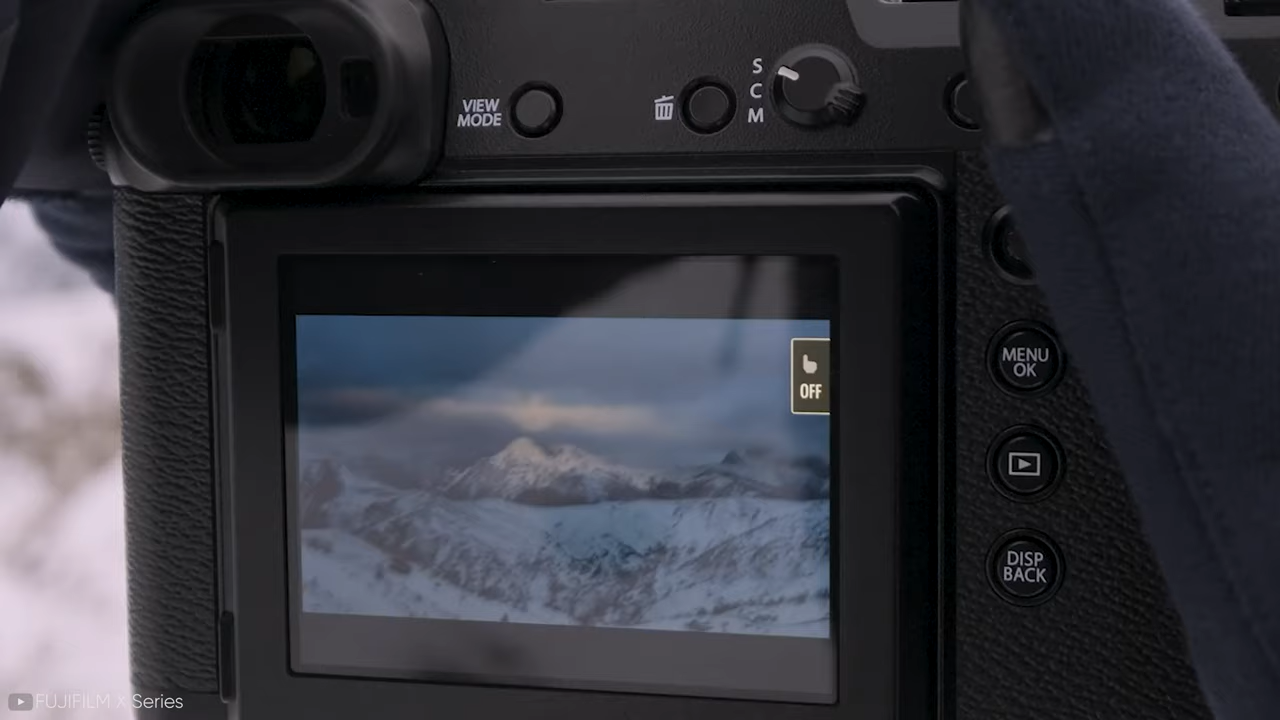 VIEW
MODE
S
C
M
OFF
MENU
OK
DISP
BACK
FUJIFILM X Series